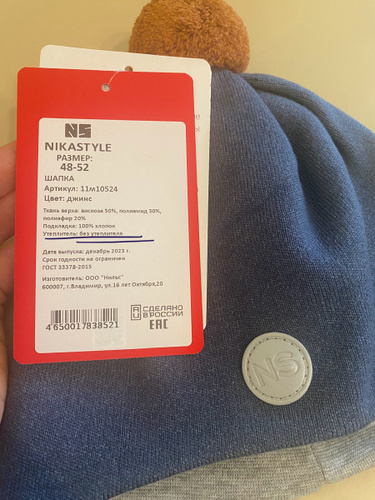 NS
NIKASTYLE
РАЗМЕР:
48-52
ШАПКА
Артикул: 11м10524
Цвет: джинс
Ткань верха: вискоза 50%, полиамид 30%,
полиэфир 20%
Подкладка: 100% хлопок
Утеплитель: без утеплителя
Дата выпуска: декабрь 2023 г.
Срок годности не ограничен
ГОСТ 33378-2015
Изготовитель: ООО "Нильс"
600007, г.Владимир, ул.16 лет Октября,20
4 650017 838521
RU СДЕЛАНО
В РОССИИ
EAC
NS